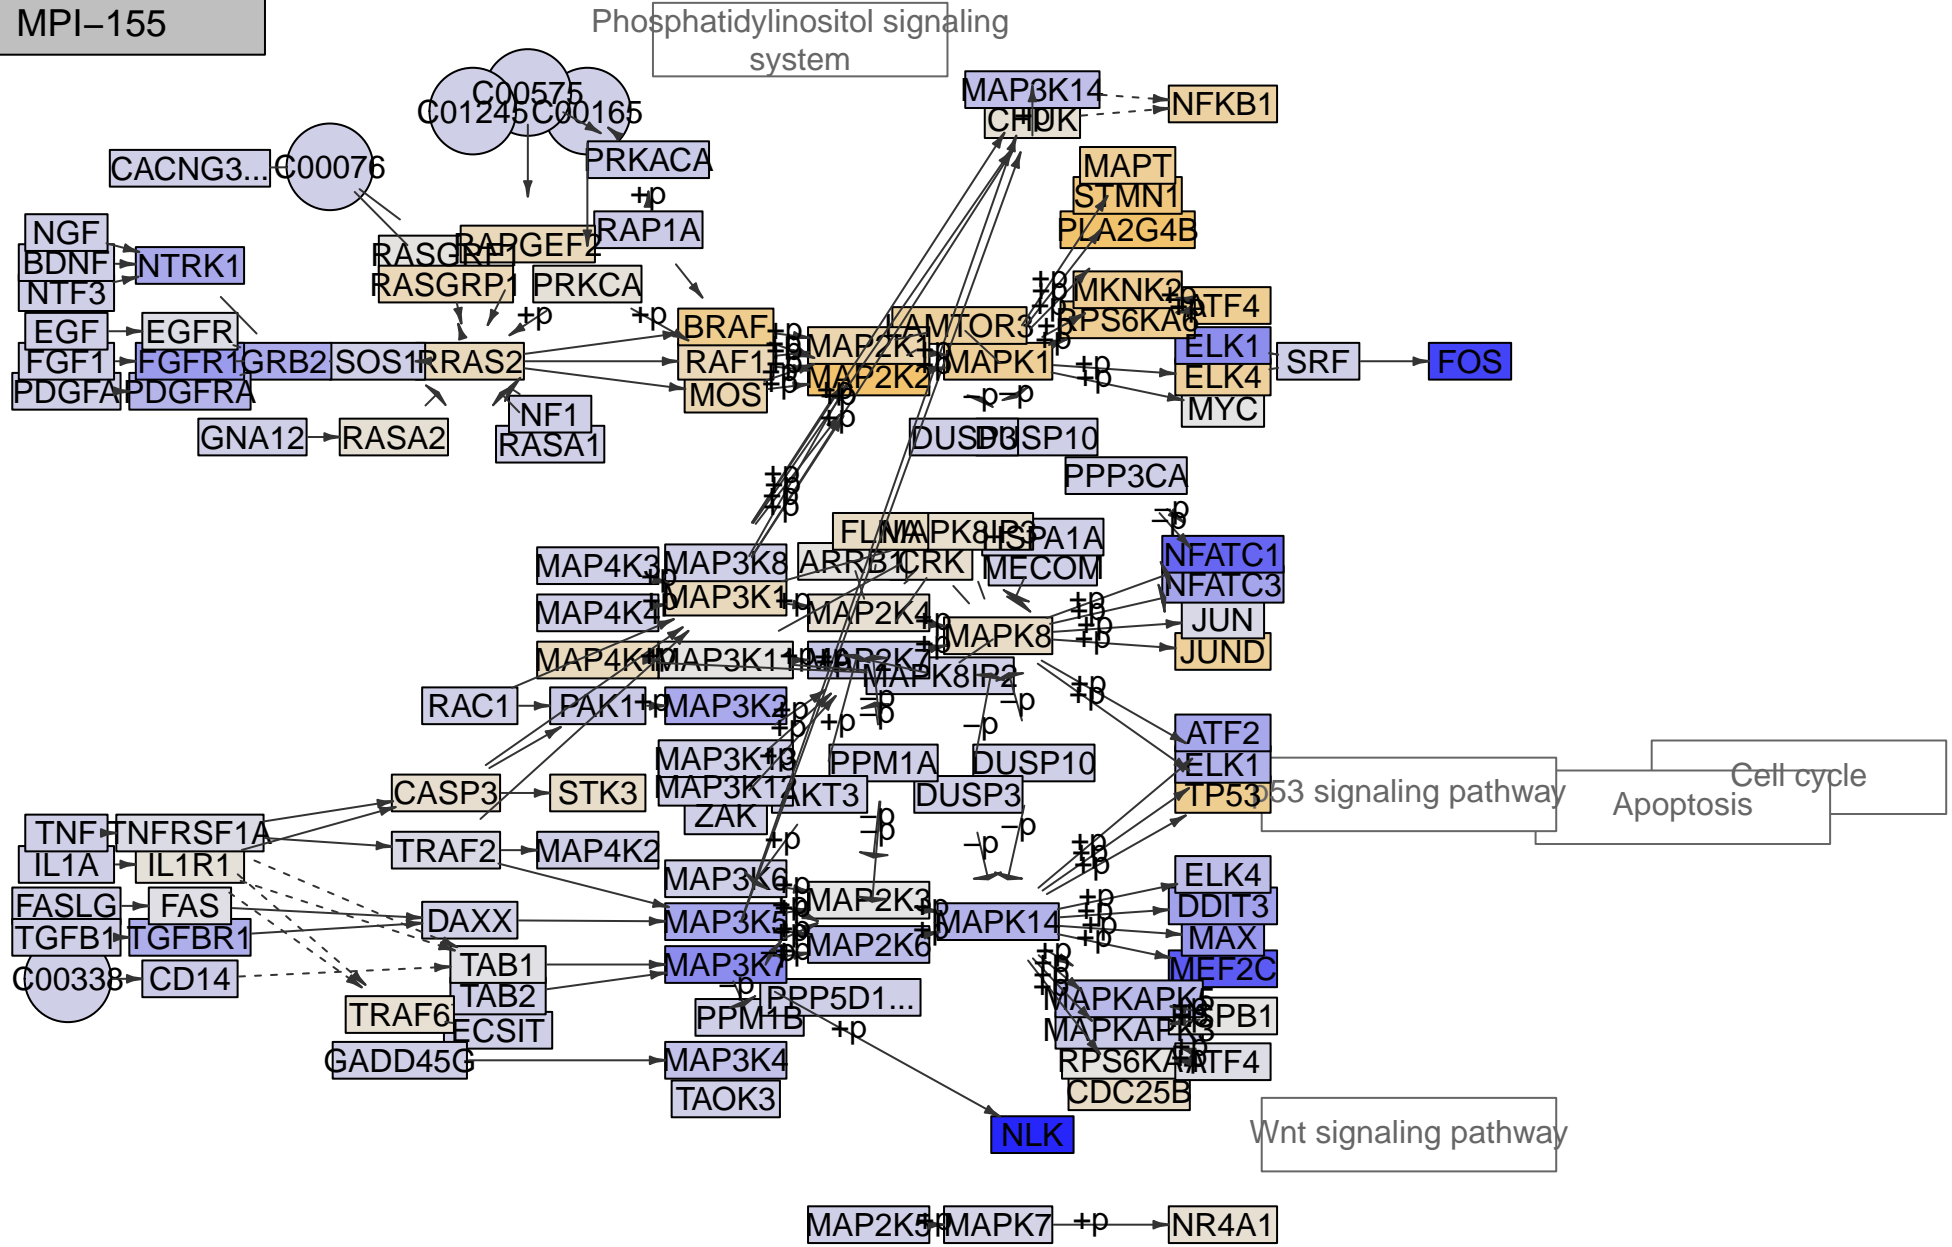 MPI−155
Phosphatidylinositol signaling
system
C00575
C01245
C00165
MAP3K14
NFKB1
CHUK
+p
CACNG3...
C00076
PRKACA
MAPT
+p
STMN1
NGF
RAP1A
PLA2G4B
BDNF
NTRK1
RASGRF1
RAPGEF2
NTF3
RASGRP1
PRKCA
+p
+p
+p
MKNK2
+p
+p
ATF4
EGF
EGFR
+p
+p
BRAF
+p
LAMTOR3
+p
RPS6KA6
FGF1
FGFR1
GRB2
SOS1
RRAS2
RAF1
+p
+p
+p
MAP2K1
+p
MAPK1
+p
ELK1
SRF
FOS
PDGFA
PDGFRA
MOS
+p
MAP2K2
+p
+p
ELK4
NF1
+p
+p
−p
−p
MYC
GNA12
RASA2
RASA1
DUSP3
DUSP10
+p
+p
+p
+p
PPP3CA
−p
−p
FLNA
MAPK8IP3
HSPA1A
NFATC1
MAP4K3
+p
MAP3K8
ARRB1
CRK
MECOM
NFATC3
MAP4K4
+p
MAP3K1
+p
MAP2K4
+p
MAPK8
+p
+p
+p
+p
JUN
MAP3K11
+p
+p
MAP2K7
+p
MAPK8IP2
JUND
RAC1
PAK1
+p
MAP3K2
+p
+p
+p
−p
−p
−p
−p
+p
+p
ATF2
MAP3K13
+p
PPM1A
DUSP10
ELK1
Cell cycle
CASP3
STK3
MAP3K12
AKT3
DUSP3
TP53
p53 signaling pathway
Apoptosis
ZAK
TNF
TNFRSF1A
−p
−p
−p
−p
TRAF2
MAP4K2
+p
+p
+p
+p
IL1A
IL1R1
MAP3K6
+p
ELK4
FASLG
FAS
DAXX
MAP3K5
+p
+p
MAP2K3
+p
MAPK14
+p
+p
+p
+p
DDIT3
TGFB1
TGFBR1
+p
+p
MAP2K6
+p
MAX
C00338
CD14
TAB1
MAP3K7
+p
+p
+p
MEF2C
TAB2
−p
PPP5D1...
MAPKAPK5
TRAF6
ECSIT
PPM1B
+p
MAPKAPK3
HSPB1
GADD45G
MAP3K4
+p
ATF4
TAOK3
CDC25B
NLK
Wnt signaling pathway
MAP2K5
+p
MAPK7
+p
NR4A1